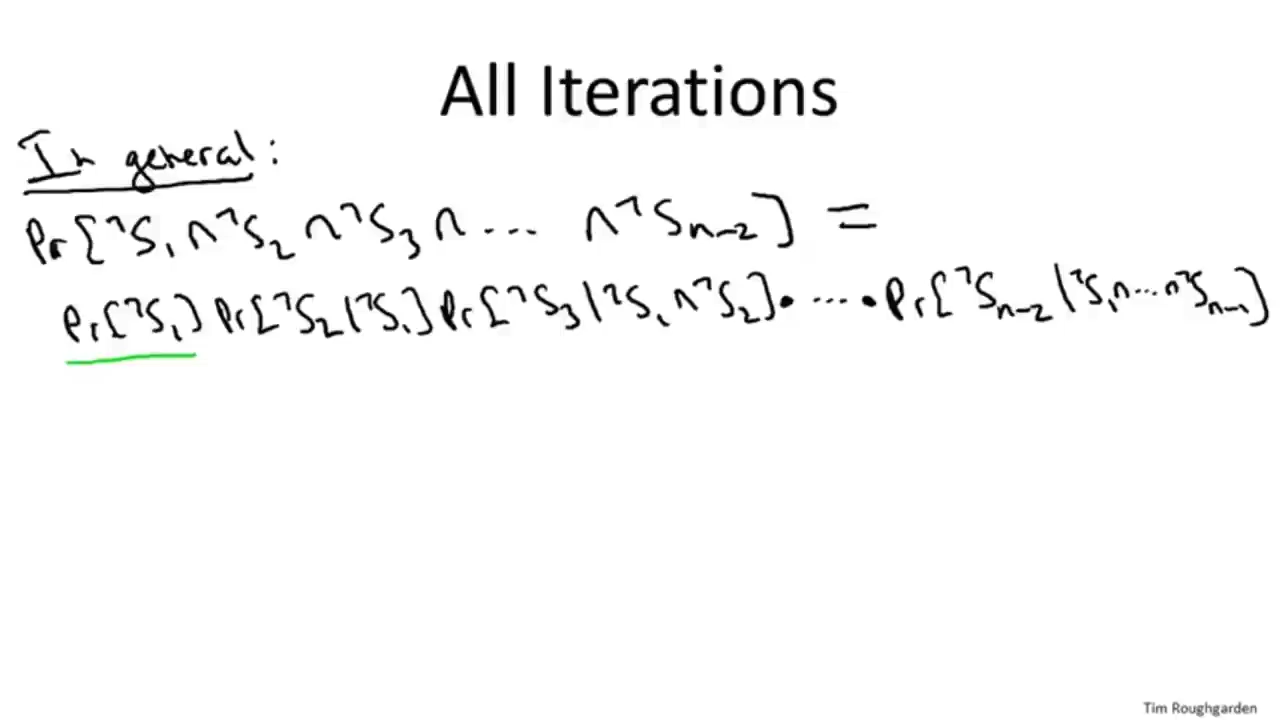 All Iterations
In general:
Pr[¬S₁ ∩ ¬S₂ ∩ ¬S₃ ∩ ... ∩ ¬Sₙ₋₂] =
Pr[¬S₁] Pr[¬S₂ | ¬S₁] Pr[¬S₃ | ¬S₁ ∩ ¬S₂] · .... · Pr[¬Sₙ₋₂ | ¬S₁ ∩ ... ∩ ¬Sₙ₋₁]
Tim Roughgarden